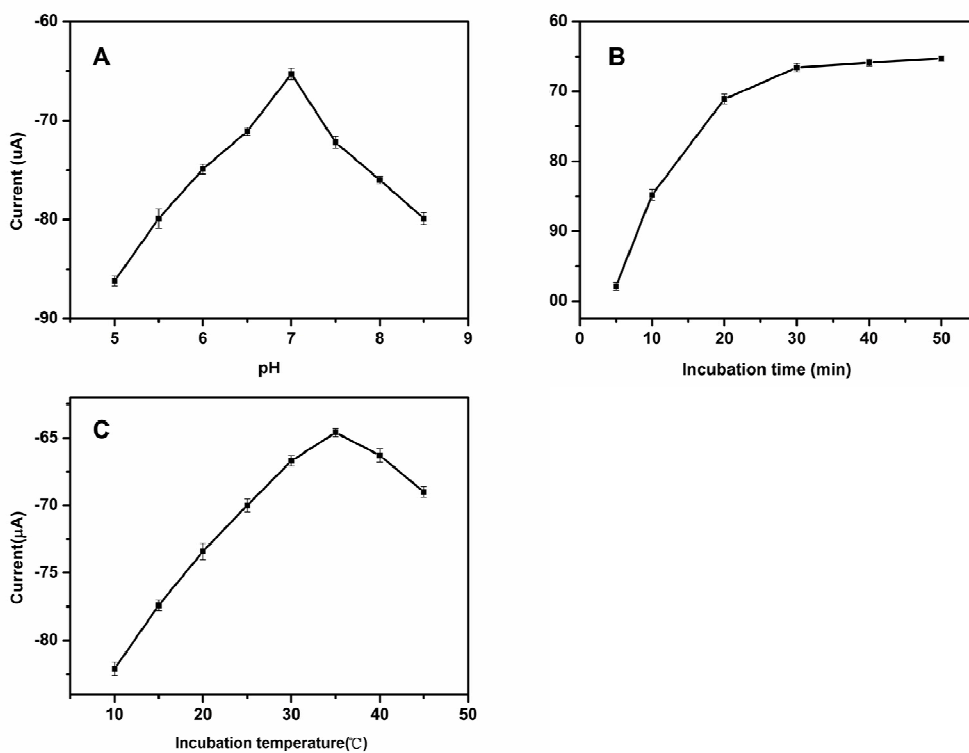 A
-60
-70
-80
-90
Current (uA)
5 6 7 8 9
pH
B
60
70
80
90
00
0 10 20 30 40 50
Incubation time (min)
C
-65
-70
-75
-80
Current(μA)
10 20 30 40 50
Incubation temperature(℃)